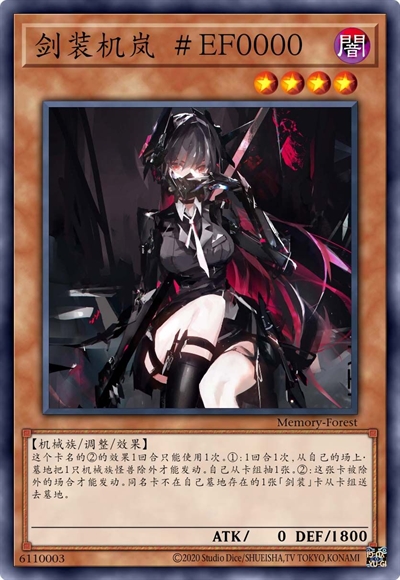 剑装机岚 #EF0000
闇
Memory-Forest
【机械族/调整/效果】
这个卡名的②的效果1回合只能使用1次。①:1回合1次,从自己的场上·
墓地把1只机械族怪兽除外才能发动。自己从卡组抽1张。②:这张卡被除
外的场合才能发动。同名卡不在自己墓地存在的1张「剑装」卡从卡组送
去墓地。
ATK/ 0 DEF/1800
6110003
©2020 Studio Dice/SHUEISHA,TV TOKYO,KONAMI